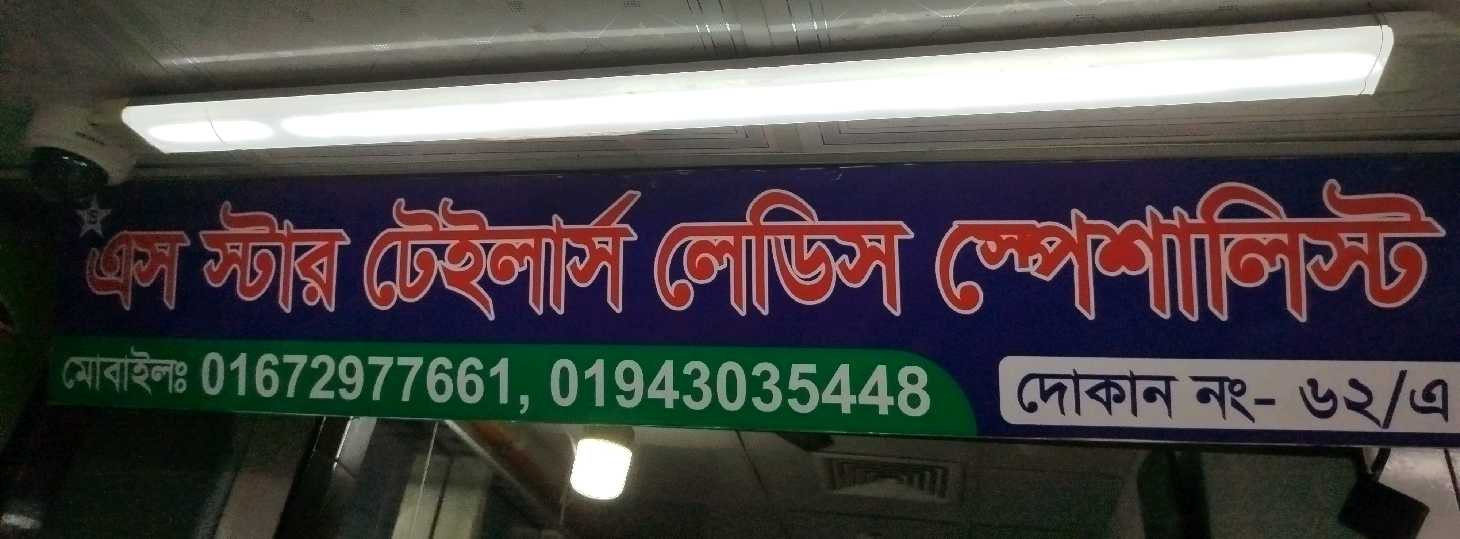 S
এস স্টার টেইলার্স লেডিস স্পেশালিস্ট
মোবাইলঃ 01672977661, 01943035448
দোকান নং- ৬২/এ